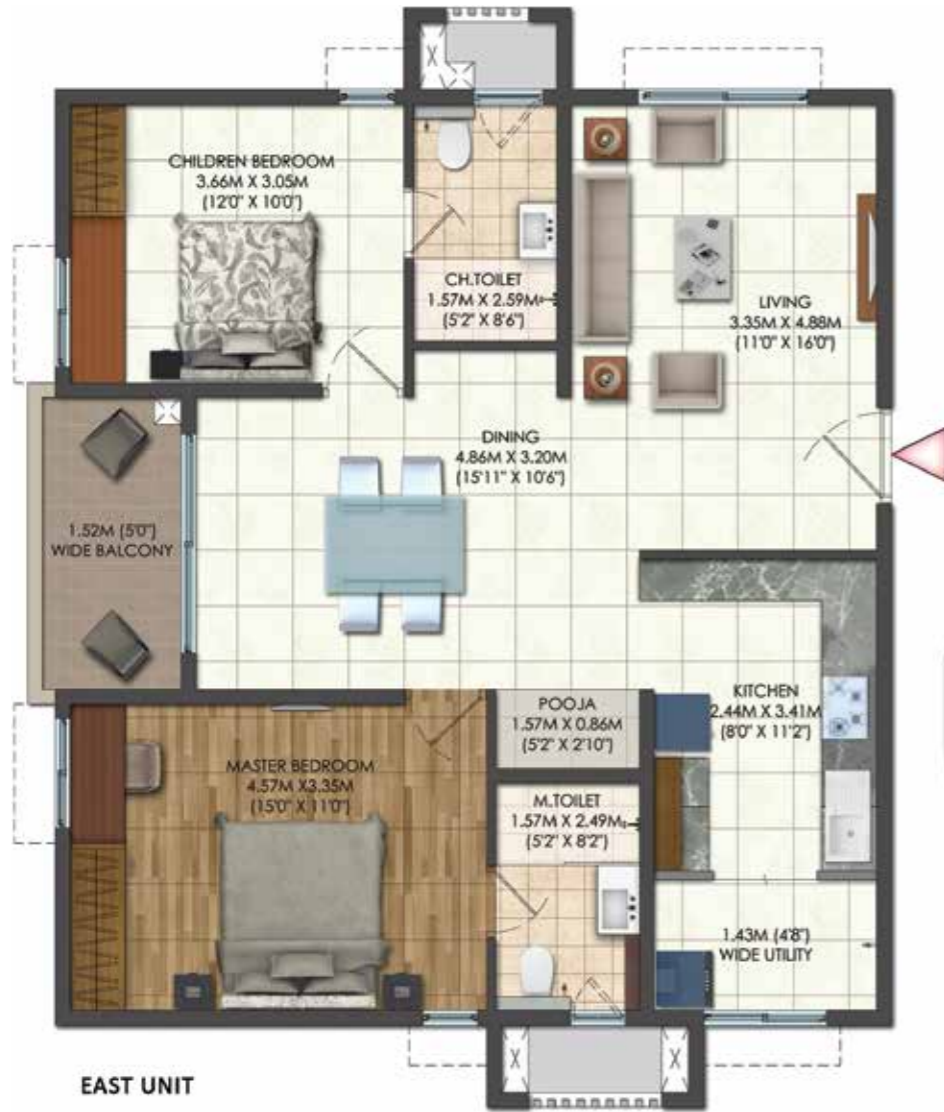 CHILDREN BEDROOM
3.66M X 3.05M
(12'0" X 10'0")
CH.TOILET
1.57M X 2.59M
(5'2" X 8'6")
LIVING
3.35M X 4.88M
(11'0" X 16'0")
DINING
4.86M X 3.20M
(15'11" X 10'6")
1.52M (5'0")
WIDE BALCONY
POOJA
1.57M X 0.86M
(5'2" X 2'10")
KITCHEN
2.44M X 3.41M
(8'0" X 11'2")
MASTER BEDROOM
4.57M X3.35M
(15'0" X 11'0")
M.TOILET
1.57M X 2.49M
(5'2" X 8'2")
1.43M (4'8")
WIDE UTILITY
EAST UNIT